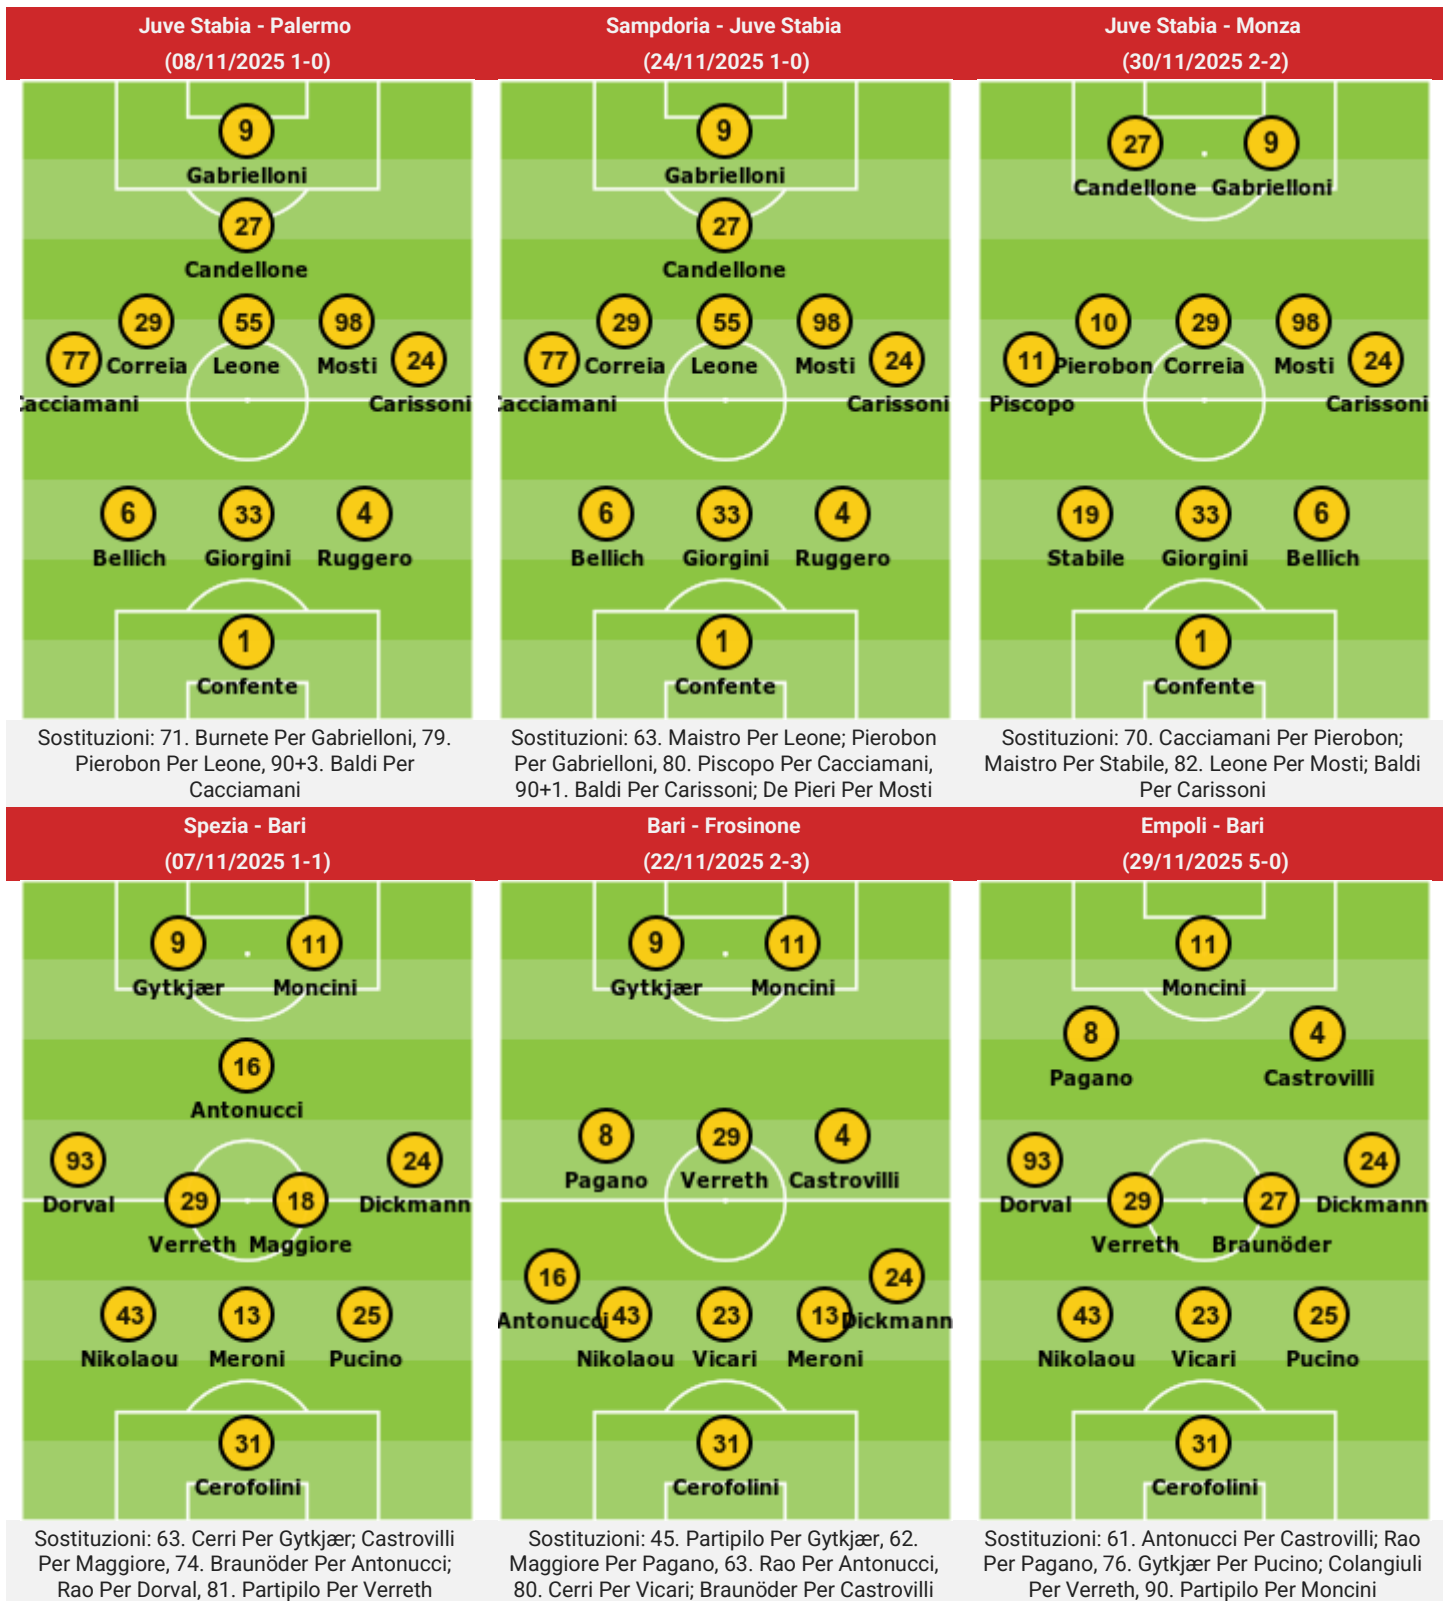 Juve Stabia - Palermo
(08/11/2025 1-0)
9
Gabrielloni
27
Candellone
29
55
98
77
Correia
Leone
Mosti
24
Cacciamani
Carissoni
6
33
4
Bellich
Giorgini
Ruggero
1
Confente
Sostituzioni: 71. Burnete Per Gabrielloni, 79.
Pierobon Per Leone, 90+3. Baldi Per
Cacciamani
Sampdoria - Juve Stabia
(24/11/2025 1-0)
9
Gabrielloni
27
Candellone
29
55
98
77
Correia
Leone
Mosti
24
Cacciamani
Carissoni
6
33
4
Bellich
Giorgini
Ruggero
1
Confente
Sostituzioni: 63. Maistro Per Leone; Pierobon
Per Gabrielloni, 80. Piscopo Per Cacciamani,
90+1. Baldi Per Carissoni; De Pieri Per Mosti
Juve Stabia - Monza
(30/11/2025 2-2)
27
9
Candellone
Gabrielloni
10
29
98
11
Pierobon
Correia
Mosti
24
Piscopo
Carissoni
19
33
6
Stabile
Giorgini
Bellich
1
Confente
Sostituzioni: 70. Cacciamani Per Pierobon;
Maistro Per Stabile, 82. Leone Per Mosti; Baldi
Per Carissoni
Spezia - Bari
(07/11/2025 1-1)
9
11
Gytkjær
Moncini
16
Antonucci
93
24
Dorval
29
18
Dickmann
Verreth
Maggiore
43
13
25
Nikolaou
Meroni
Pucino
31
Cerofolini
Sostituzioni: 63. Cerri Per Gytkjær; Castrovilli
Per Maggiore, 74. Braunöder Per Antonucci;
Rao Per Dorval, 81. Partipilo Per Verreth
Bari - Frosinone
(22/11/2025 2-3)
9
11
Gytkjær
Moncini
8
29
4
Pagano
Verreth
Castrovilli
16
24
Antonucci
43
23
13
Dickmann
Nikolaou
Vicari
Meroni
31
Cerofolini
Sostituzioni: 45. Partipilo Per Gytkjær, 62.
Maggiore Per Pagano, 63. Rao Per Antonucci,
80. Cerri Per Vicari; Braunöder Per Castrovilli
Empoli - Bari
(29/11/2025 5-0)
11
Moncini
8
4
Pagano
Castrovilli
93
24
Dorval
29
27
Dickmann
Verreth
Braunöder
43
23
25
Nikolaou
Vicari
Pucino
31
Cerofolini
Sostituzioni: 61. Antonucci Per Castrovilli; Rao
Per Pagano, 76. Gytkjær Per Pucino; Colangiuli
Per Verreth, 90. Partipilo Per Moncini